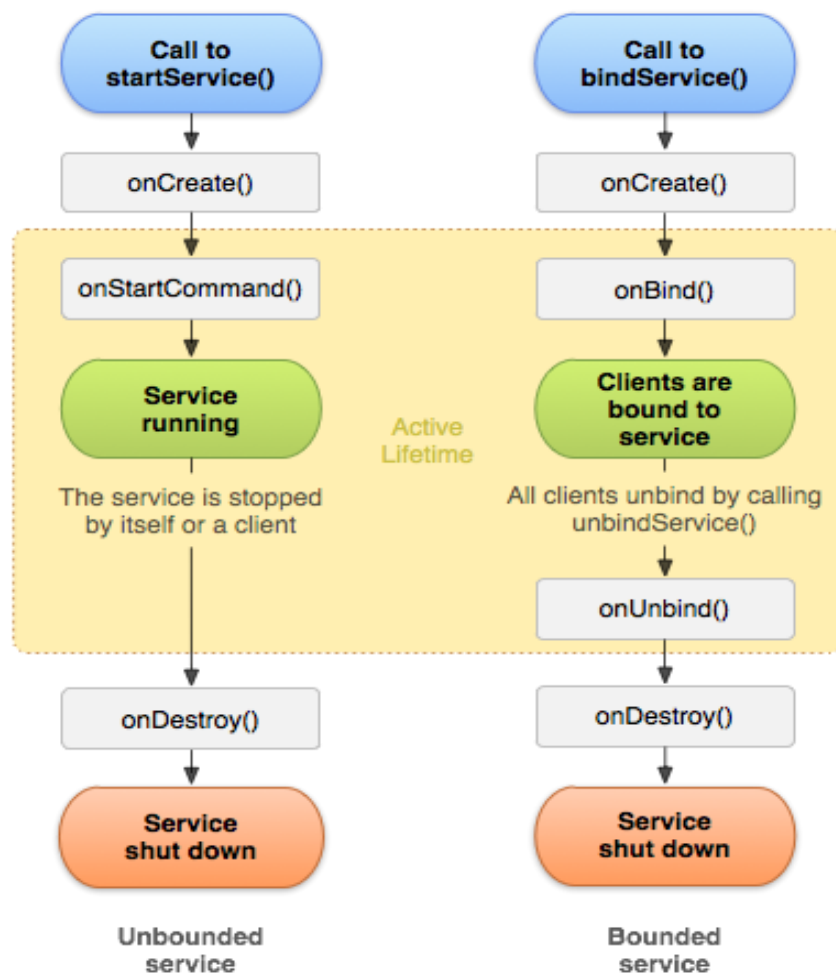 Call to
startService()
onCreate()
onStartCommand()
Service
running
The service is stopped
by itself or a client
onDestroy()
Service
shut down
Unbounded
service
Active
Lifetime
Call to
bindService()
onCreate()
onBind()
Clients are
bound to
service
All clients unbind by calling
unbindService()
onUnbind()
onDestroy()
Service
shut down
Bounded
service